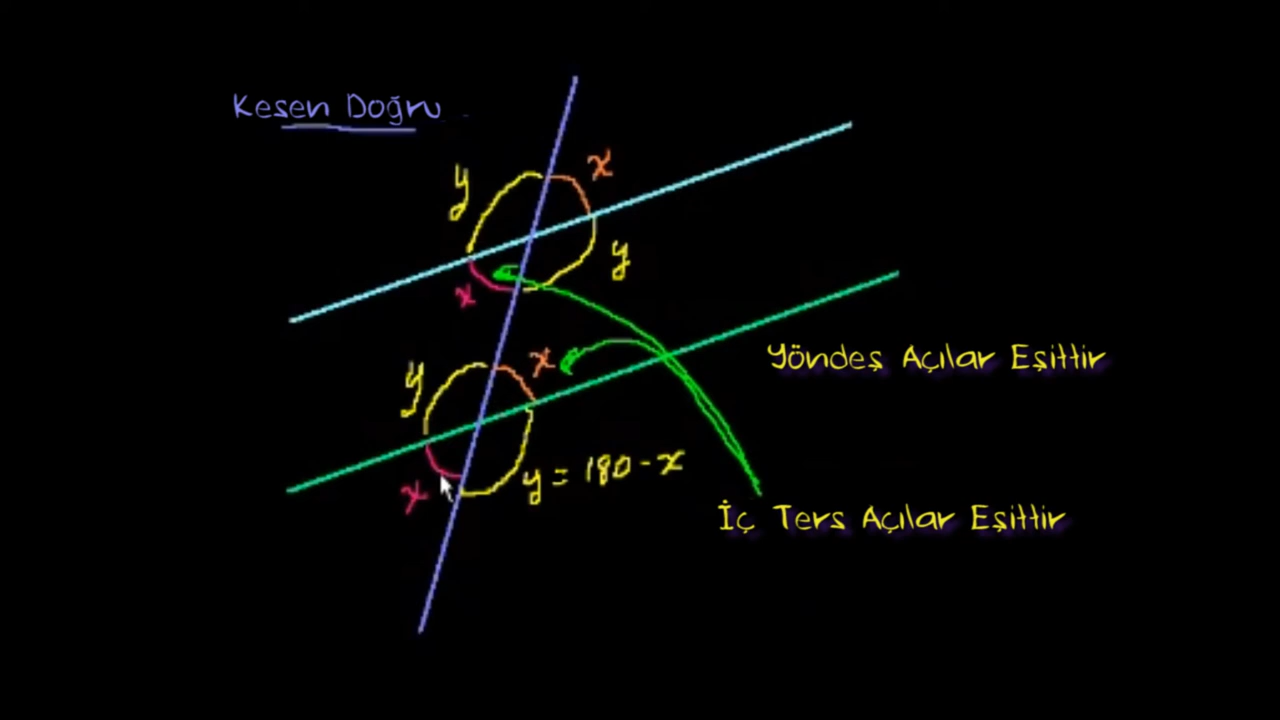 Kesen Doğru
y
x
y
x
y
x
Yöndeş Açılar Eşittir
y = 180 - x
x
İç Ters Açılar Eşittir